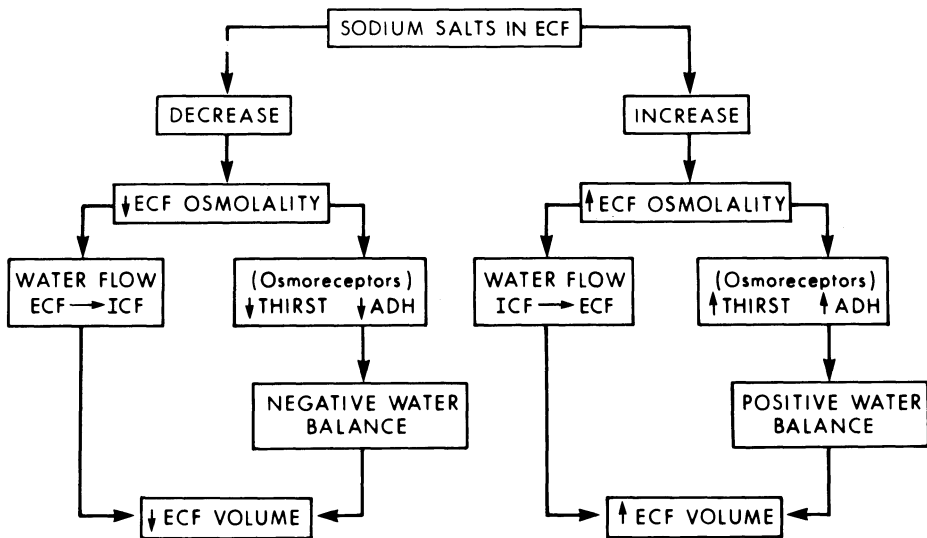 SODIUM SALTS IN ECF
DECREASE
INCREASE
↓ECF OSMOLALITY
↑ECF OSMOLALITY
WATER FLOW
ECF→ICF
(Osmoreceptors)
↓THIRST ↓ADH
WATER FLOW
ICF→ECF
(Osmoreceptors)
↑THIRST ↑ADH
NEGATIVE WATER
BALANCE
POSITIVE WATER
BALANCE
↓ECF VOLUME
↑ECF VOLUME